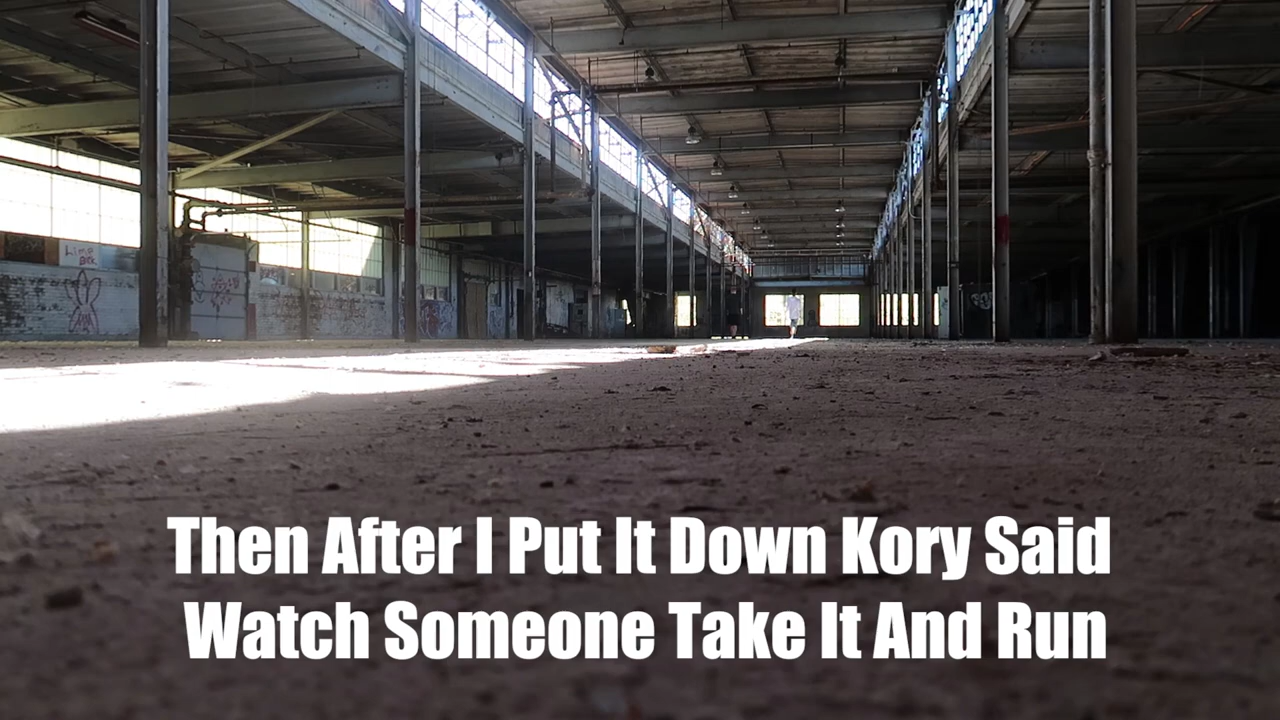 Then After I Put It Down Kory Said
Watch Someone Take It And Run